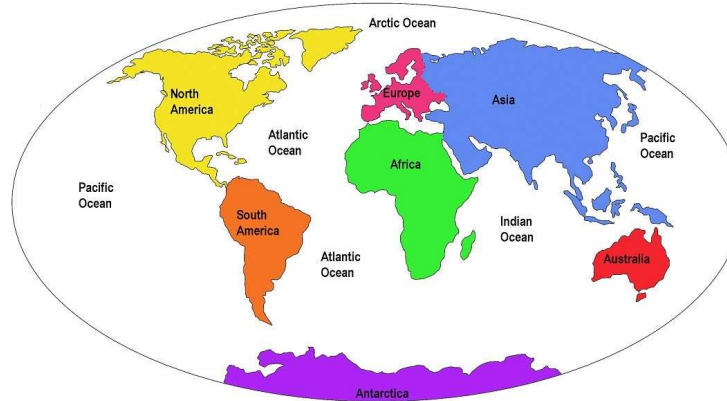 Arctic Ocean
North
America
Europe
Asia
Atlantic
Ocean
Pacific
Ocean
Africa
Pacific
Ocean
South
America
Indian
Ocean
Atlantic
Ocean
Australia
Antarctica